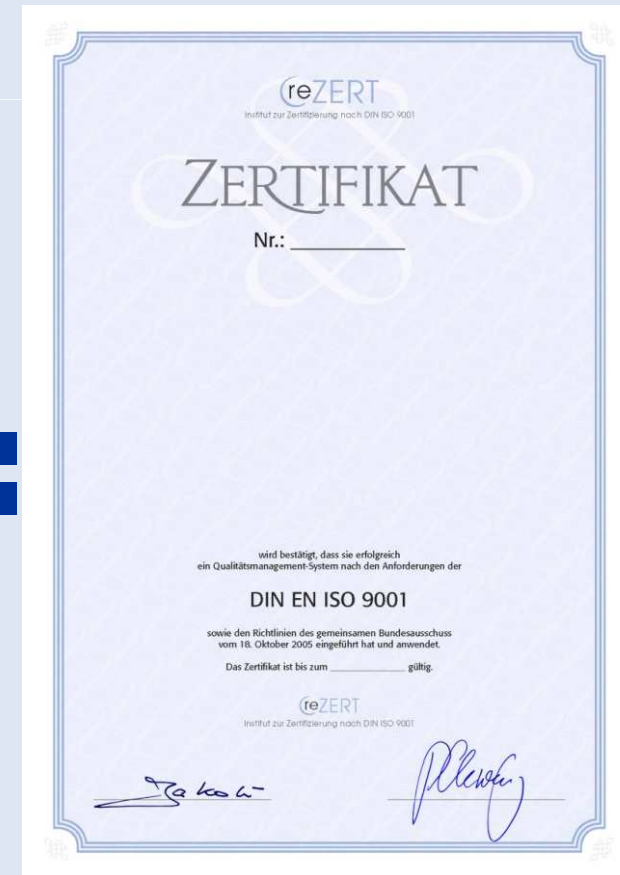 reZERT
Institut zur Zertifizierung nach DIN ISO 9001
ZERTIFIKAT
Nr.: __________
wird bestätigt, dass sie erfolgreich
ein Qualitätsmanagement-System nach den Anforderungen der
DIN EN ISO 9001
sowie den Richtlinien des gemeinsamen Bundesausschuss
vom 18. Oktober 2005 eingeführt hat und anwendet.
Das Zertifikat ist bis zum __________ gültig.
reZERT
Institut zur Zertifizierung nach DIN ISO 9001